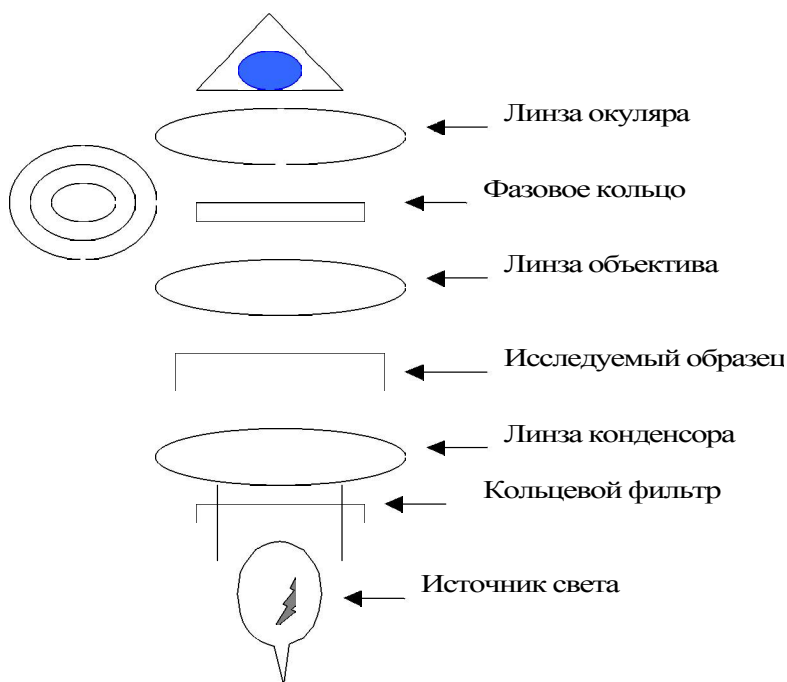 Линза окуляра
Фазовое кольцо
Линза объектива
Исследуемый образец
Линза конденсора
Кольцевой фильтр
Источник света